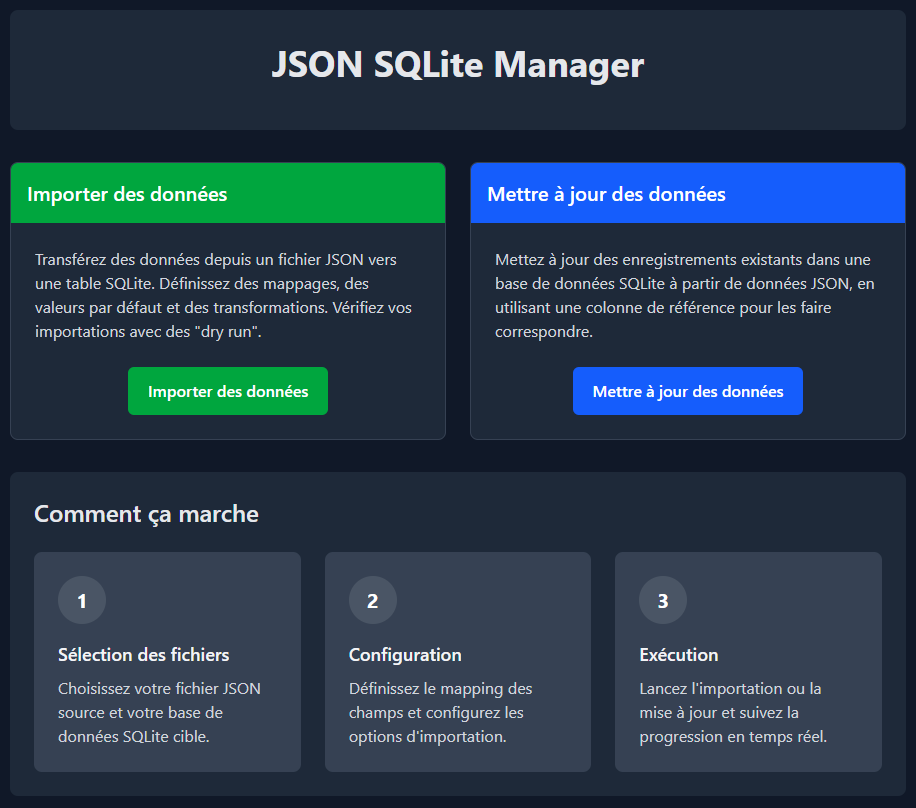 JSON SQLite Manager
Importer des données
Transférez des données depuis un fichier JSON vers
une table SQLite. Définissez des mappages, des
valeurs par défaut et des transformations. Vérifiez vos
importations avec des "dry run".
Importer des données
Mettre à jour des données
Mettez à jour des enregistrements existants dans une
base de données SQLite à partir de données JSON, en
utilisant une colonne de référence pour les faire
correspondre.
Mettre à jour des données
Comment ça marche
1
Sélection des fichiers
Choisissez votre fichier JSON
source et votre base de
données SQLite cible.
2
Configuration
Définissez le mapping des
champs et configurez les
options d'importation.
3
Exécution
Lancez l'importation ou la
mise à jour et suivez la
progression en temps réel.